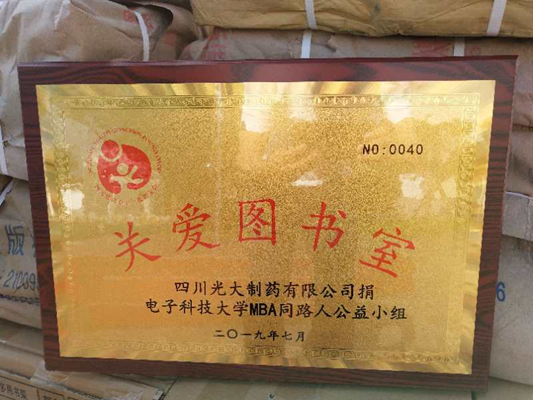 NO:0040
关爱图书室
四川光大制药有限公司捐
电子科技大学MBA同路人公益小组
二〇一九年七月
版